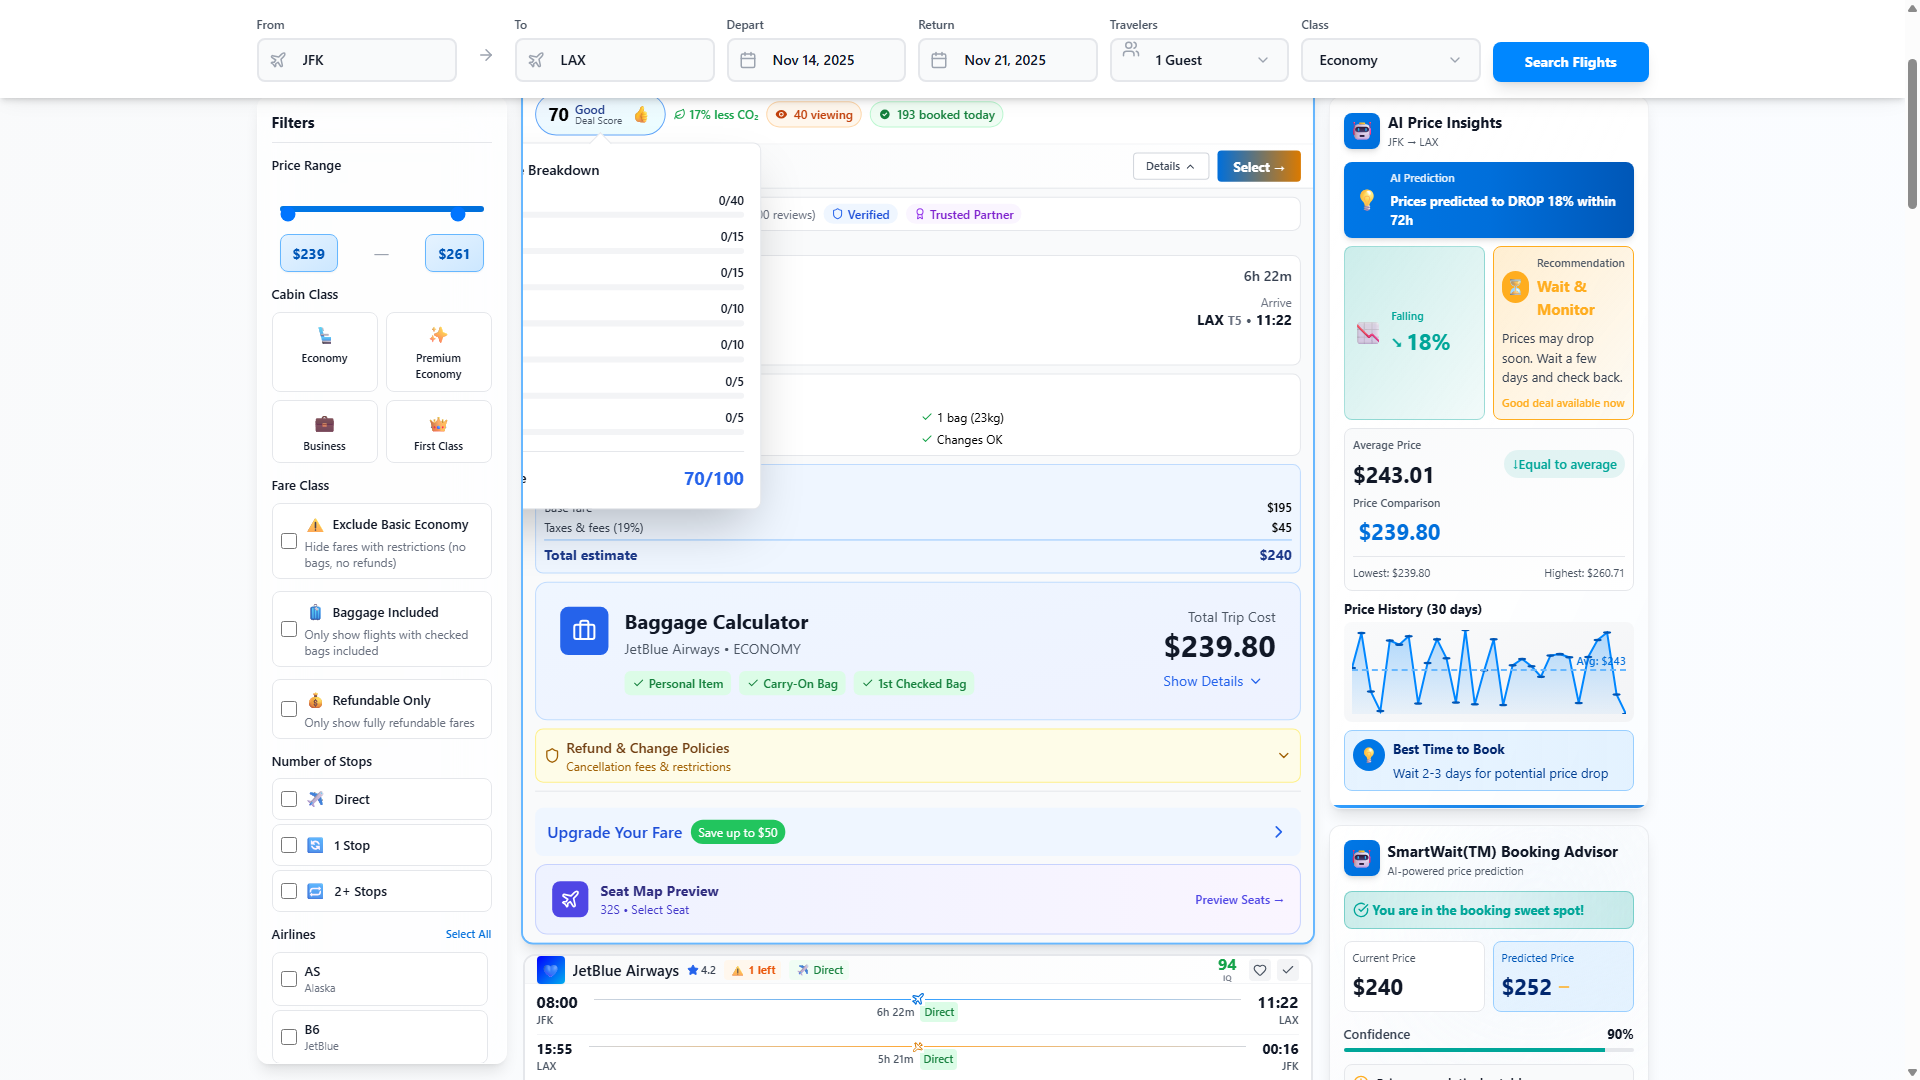 From
JFK
To
LAX
Depart
Nov 14, 2025
Return
Nov 21, 2025
Travelers
1 Guest
Class
Economy
Search Flights
Filters
Price Range
$239
—
$261
Cabin Class
Economy
Premium
Economy
Business
First Class
Fare Class
Exclude Basic Economy
Hide fares with restrictions (no
bags, no refunds)
Baggage Included
Only show flights with checked
bags included
Refundable Only
Only show fully refundable fares
Number of Stops
Direct
1 Stop
2+ Stops
Airlines
Select All
AS
Alaska
B6
JetBlue
70 Good
Deal Score
17% less CO₂
40 viewing
193 booked today
Breakdown
0/40
0/15
0/15
0/10
0/10
0/5
0/5
70/100
Details
Select →
reviews)
Verified
Trusted Partner
6h 22m
Arrive
LAX T5 • 11:22
1 bag (23kg)
Changes OK
Base fare
$195
Taxes & fees (19%)
$45
Total estimate
$240
Baggage Calculator
JetBlue Airways • ECONOMY
✓ Personal Item
✓ Carry-On Bag
✓ 1st Checked Bag
Total Trip Cost
$239.80
Show Details
Refund & Change Policies
Cancellation fees & restrictions
Upgrade Your Fare
Save up to $50
Seat Map Preview
32S • Select Seat
Preview Seats →
JetBlue Airways
4.2
1 left
Direct
94
IQ
08:00
JFK
6h 22m
Direct
11:22
LAX
15:55
LAX
5h 21m
Direct
00:16
JFK
AI Price Insights
JFK → LAX
AI Prediction
Prices predicted to DROP 18% within
72h
Falling
↘ 18%
Recommendation
Wait &
Monitor
Prices may drop
soon. Wait a few
days and check back.
Good deal available now
Average Price
$243.01
↓Equal to average
Price Comparison
$239.80
Lowest: $239.80
Highest: $260.71
Price History (30 days)
Avg: $243
Best Time to Book
Wait 2-3 days for potential price drop
SmartWait(TM) Booking Advisor
AI-powered price prediction
You are in the booking sweet spot!
Current Price
$240
Predicted Price
$252 –
Confidence
90%